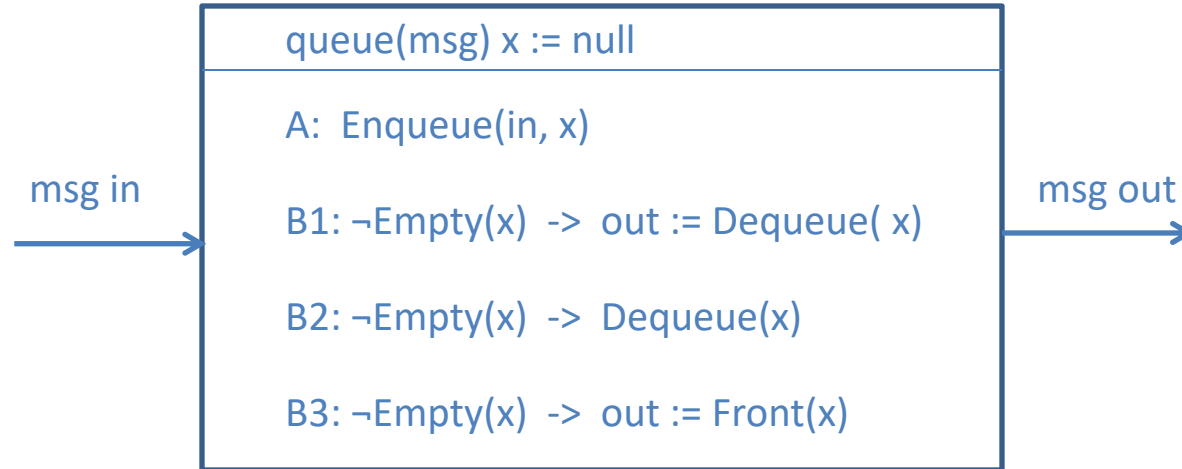 queue(msg) x := null
A: Enqueue(in, x)
msg in
msg out
B1: ¬Empty(x) -> out := Dequeue( x)
B2: ¬Empty(x) -> Dequeue(x)
B3: ¬Empty(x) -> out := Front(x)